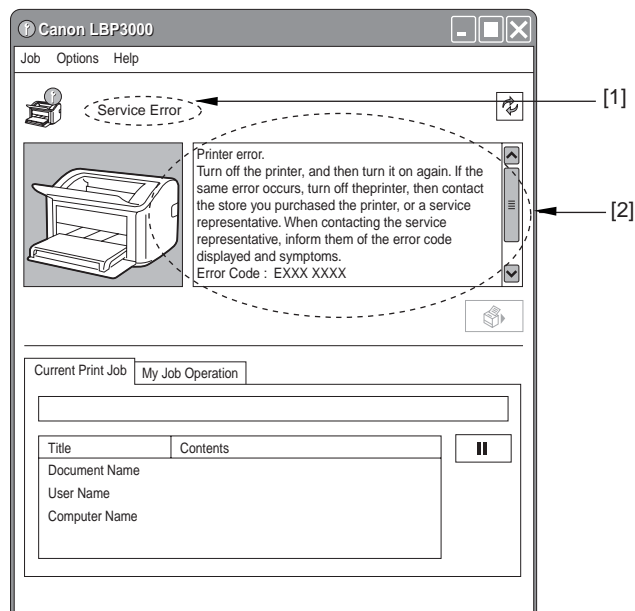 Canon LBP3000
Job Options Help
Service Error
[1]
Printer error.
Turn off the printer, and then turn it on again. If the
same error occurs, turn off theprinter, then contact
the store you purchased the printer, or a service
representative. When contacting the service
representative, inform them of the error code
displayed and symptoms.
Error Code : EXXX XXXX
[2]
Current Print Job My Job Operation
Title Contents
Document Name
User Name
Computer Name